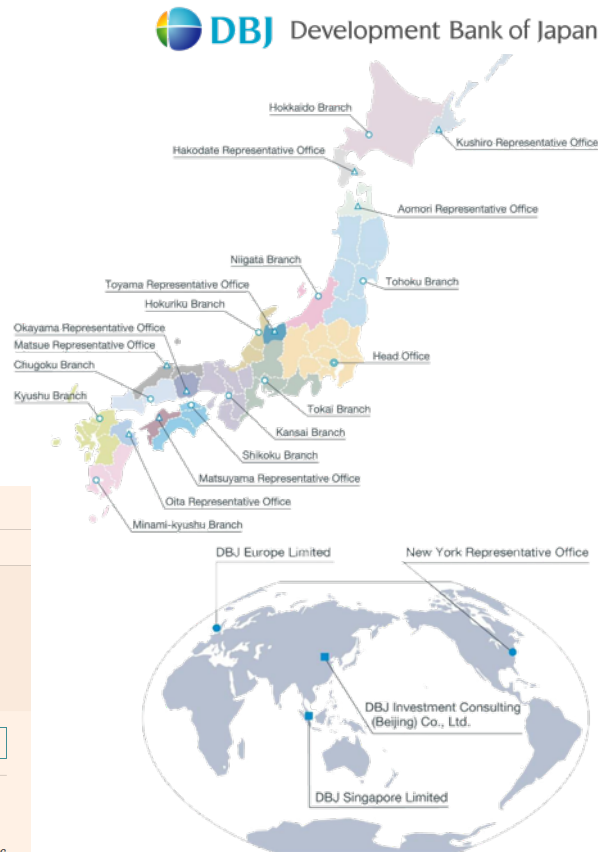 DBJ Development Bank of Japan
Hokkaido Branch
Kushiro Representative Office
Hakodate Representative Office
Aomori Representative Office
Niigata Branch
Tohoku Branch
Toyama Representative Office
Hokuriku Branch
Okayama Representative Office
Matsue Representative Office
Head Office
Chugoku Branch
Kyushu Branch
Tokai Branch
Kansai Branch
Shikoku Branch
Matsuyama Representative Office
Oita Representative Office
Minami-kyushu Branch
DBJ Europe Limited
New York Representative Office
DBJ Investment Consulting
(Beijing) Co., Ltd.
DBJ Singapore Limited